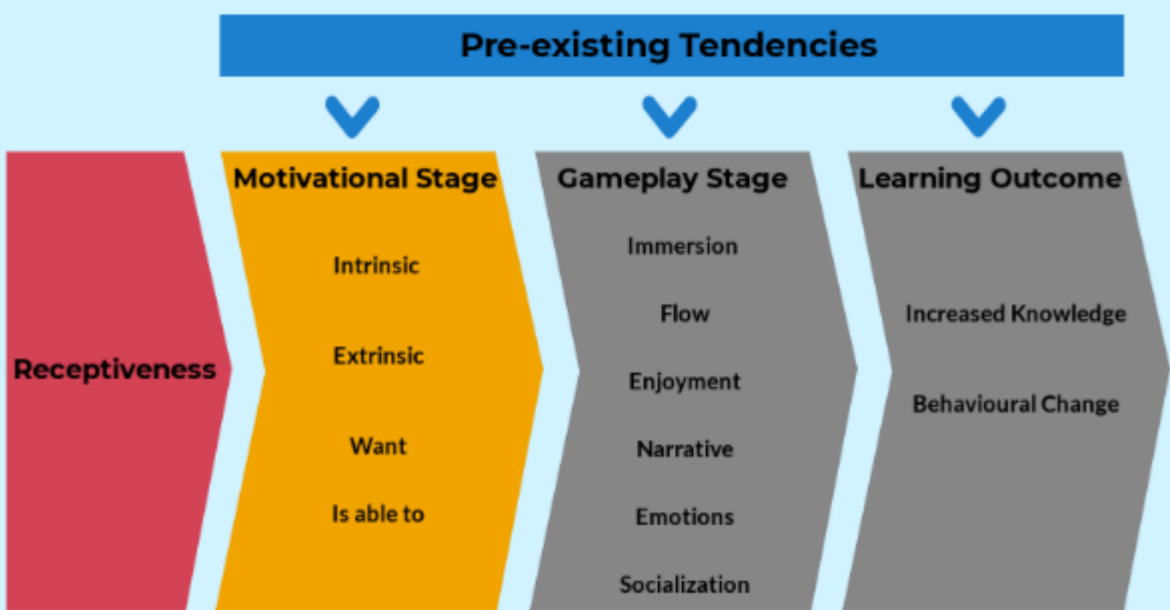 Pre-existing Tendencies
Receptiveness
Motivational Stage
Intrinsic
Extrinsic
Want
Is able to
Gameplay Stage
Immersion
Flow
Enjoyment
Narrative
Emotions
Socialization
Learning Outcome
Increased Knowledge
Behavioural Change